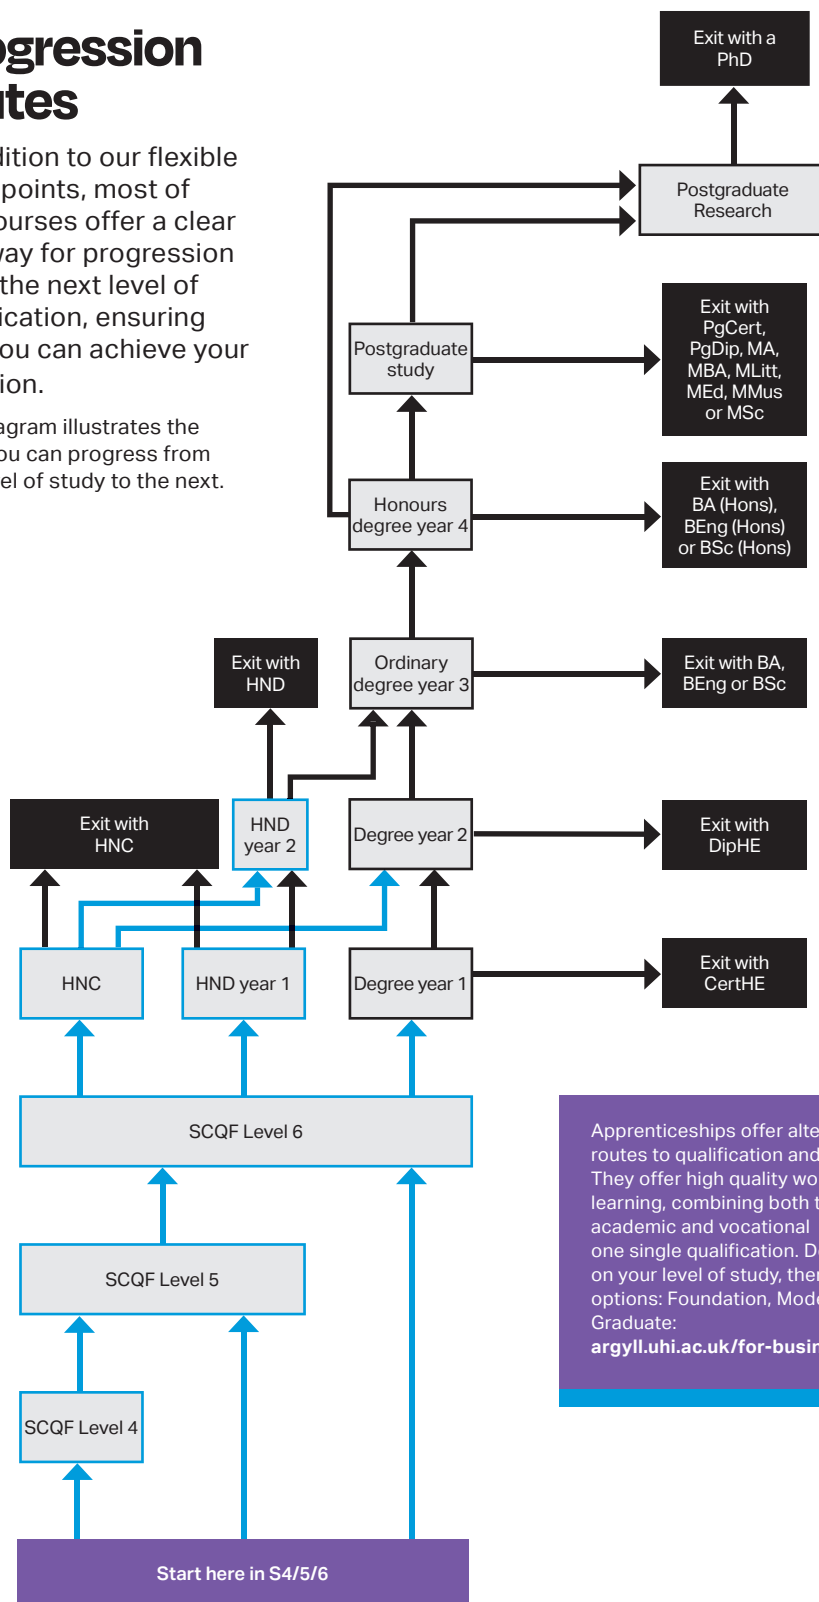 ogression
utes
dition to our flexible
points, most of
ourses offer a clear
way for progression
the next level of
ication, ensuring
ou can achieve your
ion.
agram illustrates the
ou can progress from
el of study to the next.
Exit with a
PhD
Postgraduate
Research
Postgraduate
study
Exit with
PgCert,
PgDip, MA,
MBA, MLitt,
MEd, MMus
or MSc
Honours
degree year 4
Exit with
BA (Hons),
BEng (Hons)
or BSc (Hons)
Exit with
HND
Ordinary
degree year 3
Exit with BA,
BEng or BSc
Exit with
HNC
HND
year 2
Degree year 2
Exit with
DipHE
HNC
HND year 1
Degree year 1
Exit with
CertHE
SCQF Level 6
SCQF Level 5
SCQF Level 4
Start here in S4/5/6
Apprenticeships offer alte
routes to qualification and
They offer high quality wo
learning, combining both t
academic and vocational
one single qualification. De
on your level of study, ther
options: Foundation, Mode
Graduate:
argyll.uhi.ac.uk/for-busin